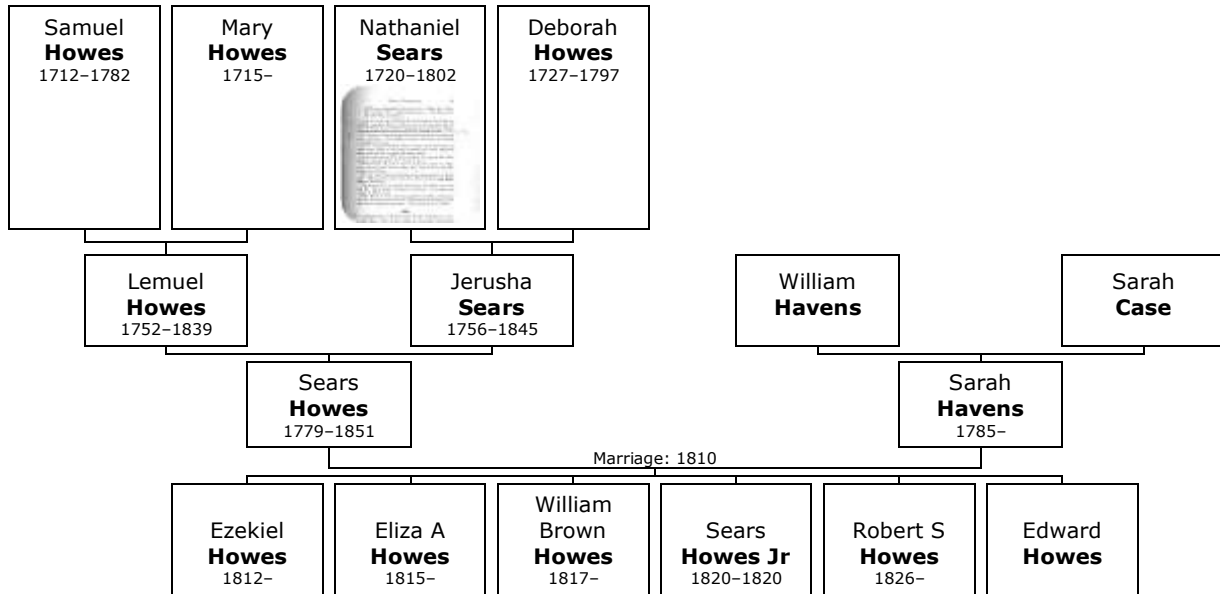 Samuel
Howes
1712–1782
Mary
Howes
1715–
Nathaniel
Sears
1720–1802
Deborah
Howes
1727–1797
Lemuel
Howes
1752–1839
Jerusha
Sears
1756–1845
William
Havens
Sarah
Case
Sears
Howes
1779–1851
Sarah
Havens
1785–
Marriage: 1810
Ezekiel
Howes
1812–
Eliza A
Howes
1815–
William
Brown
Howes
1817–
Sears
Howes Jr
1820–1820
Robert S
Howes
1826–
Edward
Howes